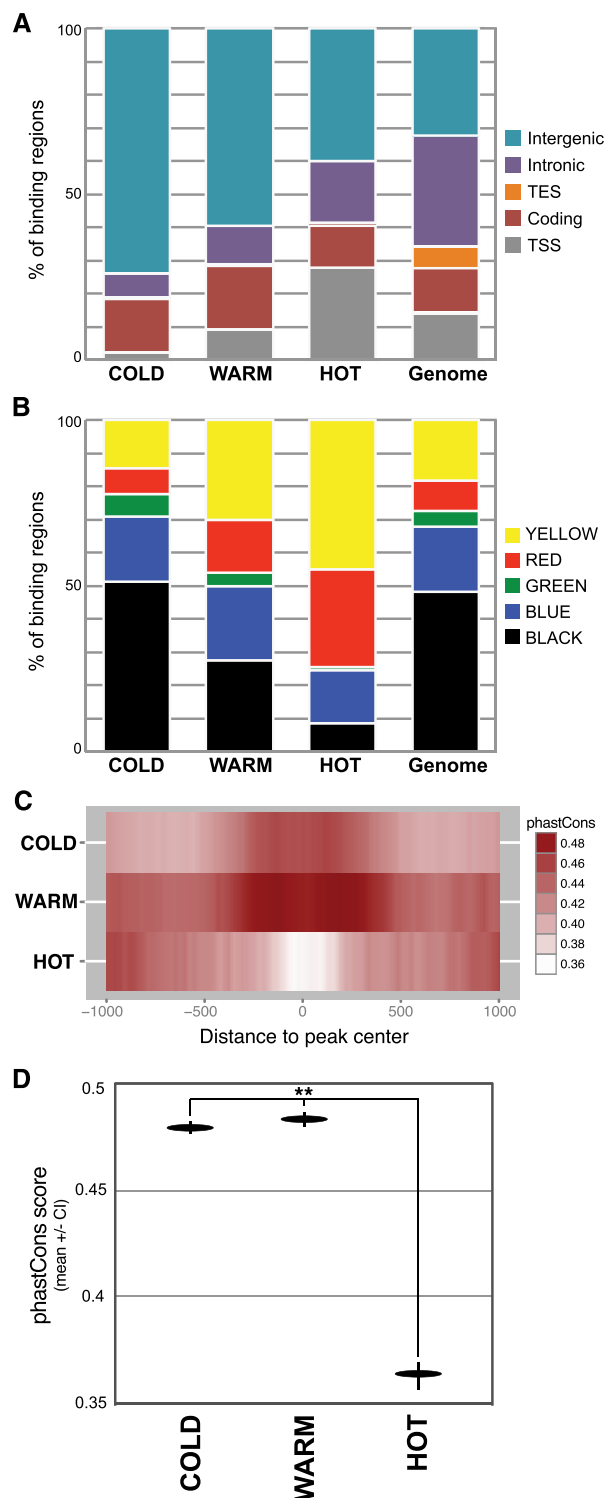 A
100
50
0
% of binding regions
COLD WARM HOT Genome
Intergenic
Intronic
TES
Coding
TSS
B
100
50
0
% of binding regions
COLD WARM HOT Genome
YELLOW
RED
GREEN
BLUE
BLACK
C
COLD
WARM
HOT
−1000 −500 0 500 1000
Distance to peak center
phastCons
0.48
0.46
0.44
0.42
0.40
0.38
0.36
D
0.5
0.45
0.4
0.35
phastCons score
(mean +/- CI)
**
COLD WARM HOT